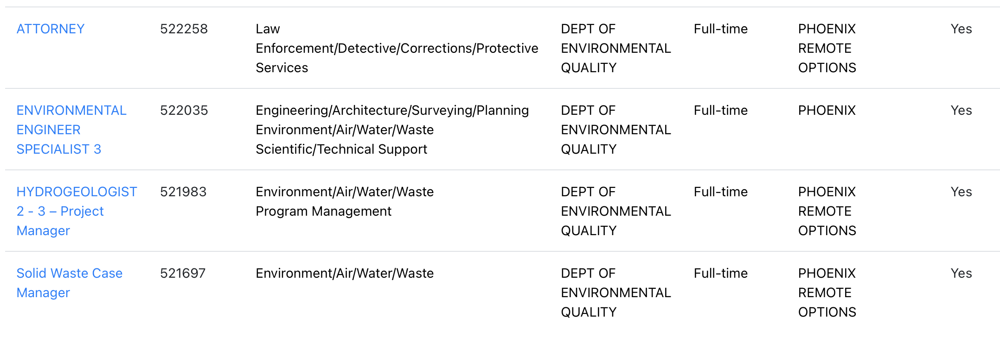 ATTORNEY 522258 Law DEPT OF Full-time PHOENIX Yes
Enforcement/Detective/Corrections/Protective ENVIRONMENTAL REMOTE
Services QUALITY OPTIONS
ENVIRONMENTAL 522035 Engineering/Architecture/Surveying/Planning DEPT OF Full-time PHOENIX Yes
ENGINEER Environment/Air/Water/Waste ENVIRONMENTAL
SPECIALIST 3 Scientific/Technical Support QUALITY
HYDROGEOLOGIST 521983 Environment/Air/Water/Waste DEPT OF Full-time PHOENIX Yes
2 - 3 – Project Program Management ENVIRONMENTAL REMOTE
Manager QUALITY OPTIONS
Solid Waste Case 521697 Environment/Air/Water/Waste DEPT OF Full-time PHOENIX Yes
Manager ENVIRONMENTAL REMOTE
QUALITY OPTIONS